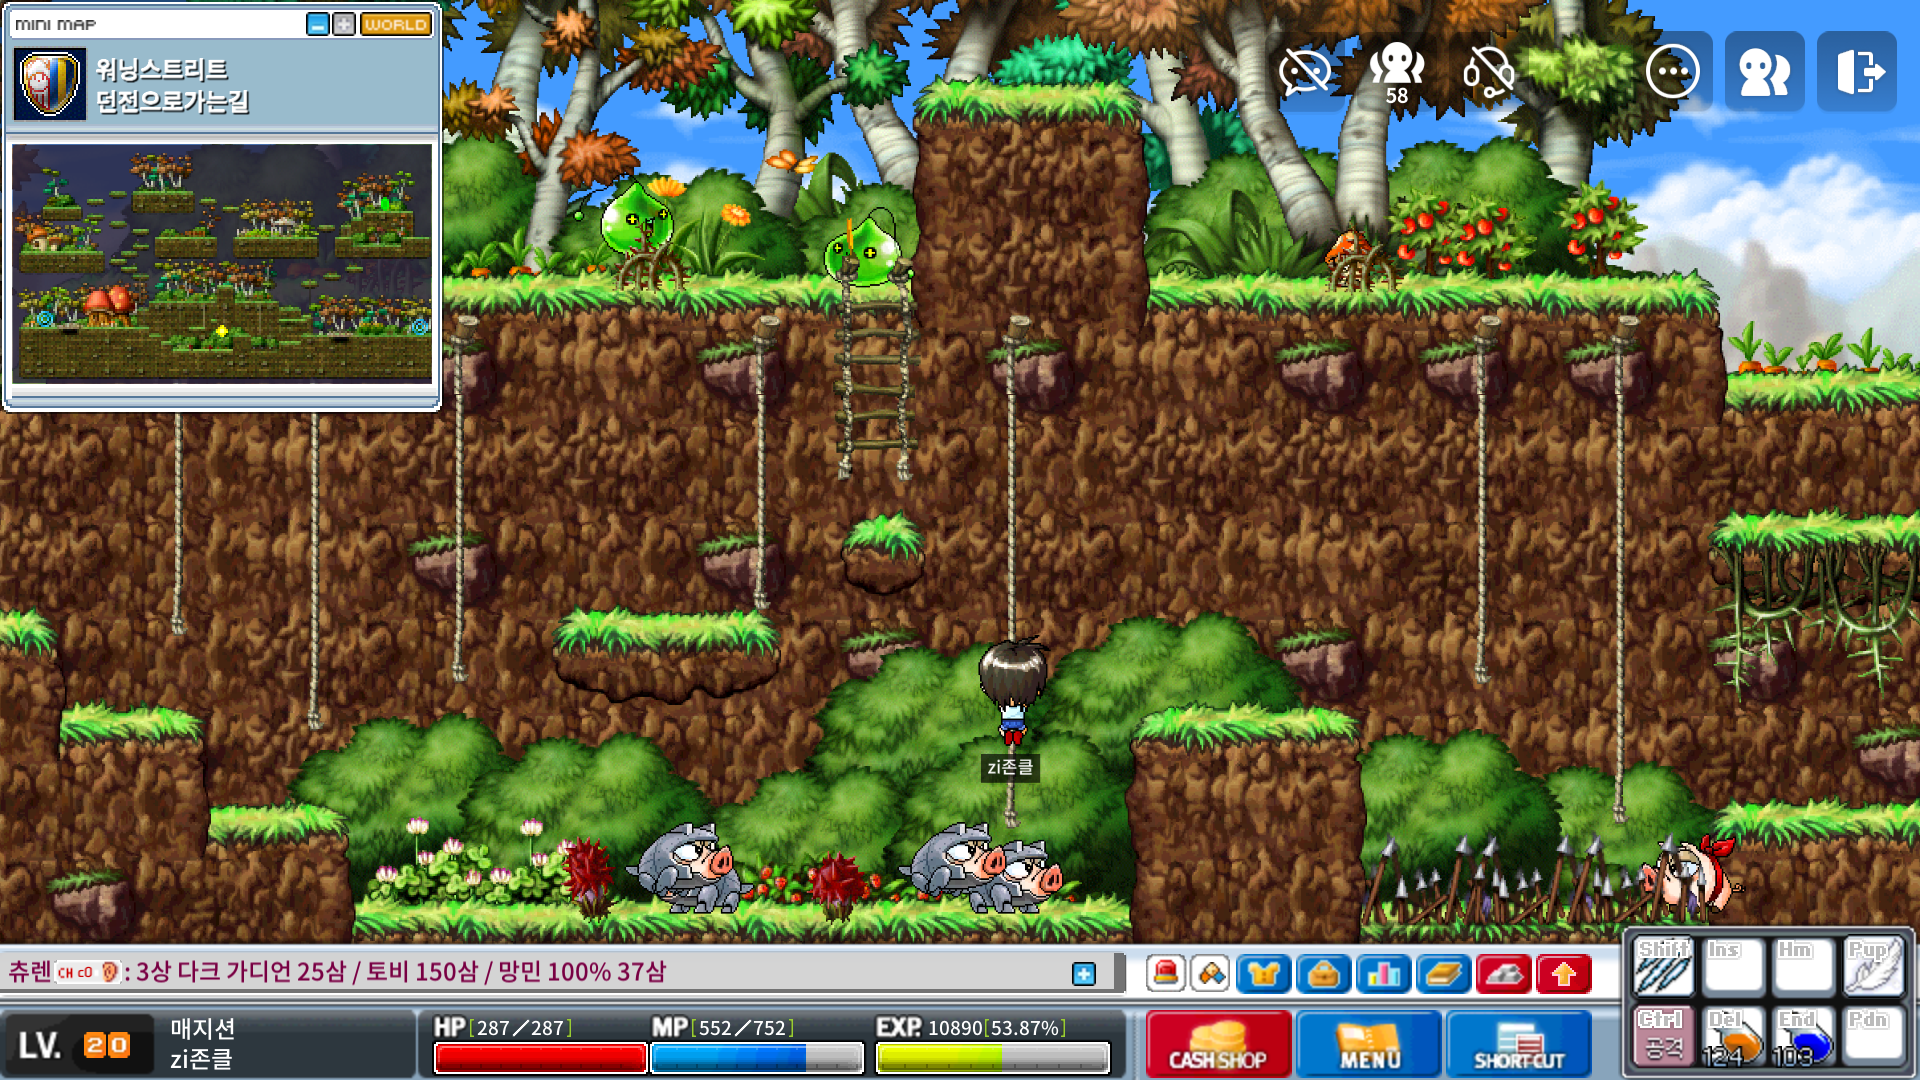 MINI MAP
WORLD
워닝스트리트
던전으로가는길
58
zi존클
츄렌 CH CO : 3상 다크 가디언 25삼 / 토비 150삼 / 망민 100% 37삼
LV. 20
매지션
zi존클
HP[287/287]
MP[552/752]
EXP. 10890[53.87%]
CASH SHOP
MENU
SHORT CUT
Shift
Ins
Hm
Pup
Ctrl
Del
End
Pdn
공격
124
103